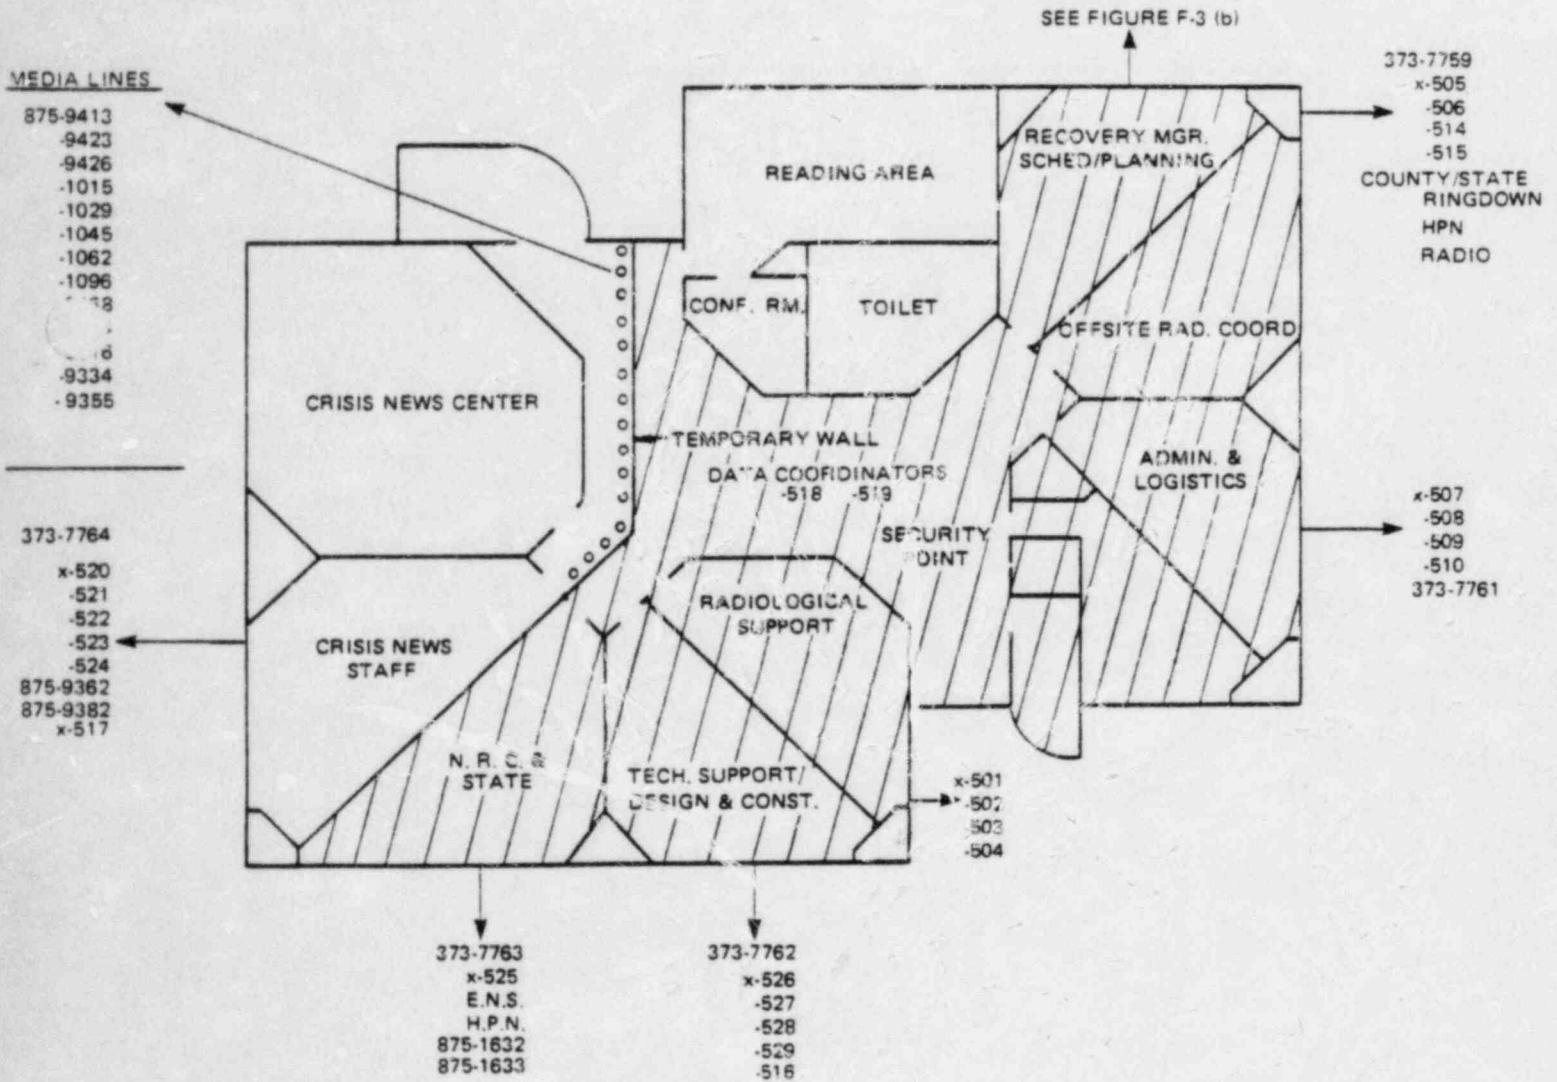 SEE FIGURE F-3 (b)
MEDIA LINES
875-9413
-9423
-9426
-1015
-1029
-1045
-1062
-1096
-9334
-9355
373-7764
x-520
-521
-522
-523
-524
875-9362
875-9382
x-517
READING AREA
RECOVERY MGR.
SCHED/PLANNING
373-7759
x-505
-506
-514
-515
COUNTY/STATE
RINGDOWN
HPN
RADIO
CONF. RM.
TOILET
OFFSITE RAD. COORD
CRISIS NEWS CENTER
TEMPORARY WALL
DATA COORDINATORS
-518 -519
ADMIN. &
LOGISTICS
SECURITY
POINT
x-507
-508
-509
-510
373-7761
RADIOLOGICAL
SUPPORT
CRISIS NEWS
STAFF
N. R. C. &
STATE
TECH. SUPPORT/
DESIGN & CONST.
x-501
-502
-503
-504
373-7763
x-525
E.N.S.
H.P.N.
875-1632
875-1633
373-7762
x-526
-527
-528
-529
-516